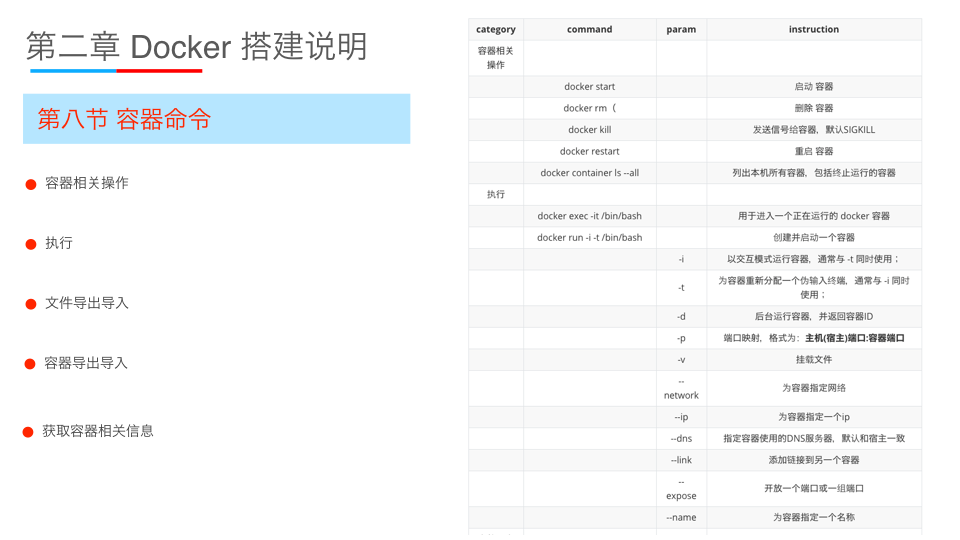 第二章 Docker 搭建说明
第八节 容器命令
容器相关操作
执行
文件导出导入
容器导出导入
获取容器相关信息
category command param instruction
容器相关
操作
docker start 启动 容器
docker rm（ 删除 容器
docker kill 发送信号给容器，默认SIGKILL
docker restart 重启 容器
docker container ls --all 列出本机所有容器，包括终止运行的容器
执行
docker exec -it /bin/bash 用于进入一个正在运行的 docker 容器
docker run -i -t /bin/bash 创建并启动一个容器
-i 以交互模式运行容器，通常与 -t 同时使用；
-t 为容器重新分配一个伪输入终端，通常与 -i 同时
使用；
-d 后台运行容器，并返回容器ID
-p 端口映射，格式为：主机(宿主)端口:容器端口
-v 挂载文件
--
network 为容器指定网络
--ip 为容器指定一个ip
--dns 指定容器使用的DNS服务器，默认和宿主一致
--link 添加链接到另一个容器
--
expose 开放一个端口或一组端口
--name 为容器指定一个名称